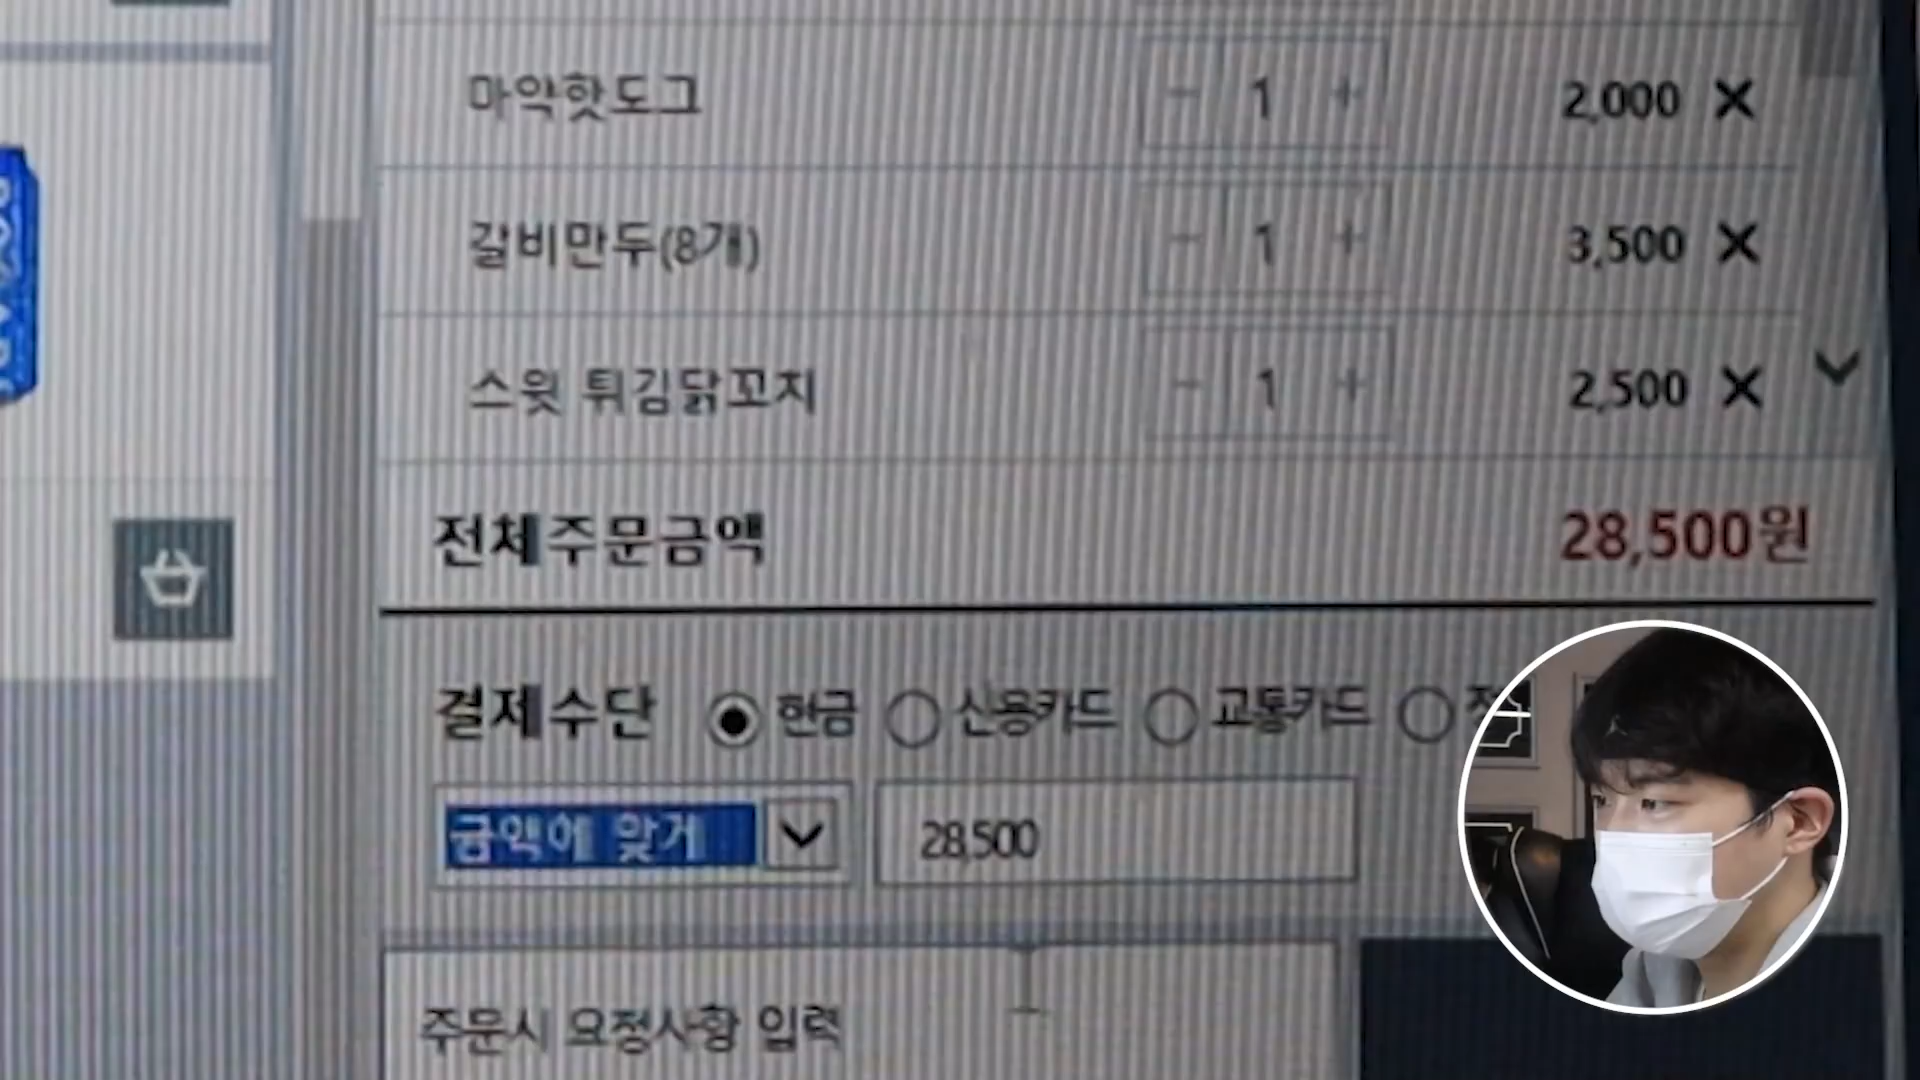 마약핫도그 - 1 + 2,000 X
갈비만두(8개) - 1 + 3,500 X
스윗 튀김닭꼬치 - 1 + 2,500 X
전체주문금액 28,500원
결제수단 현금 신용카드 교통카드
금액에 맞게 28,500
주문시 요청사항 입력